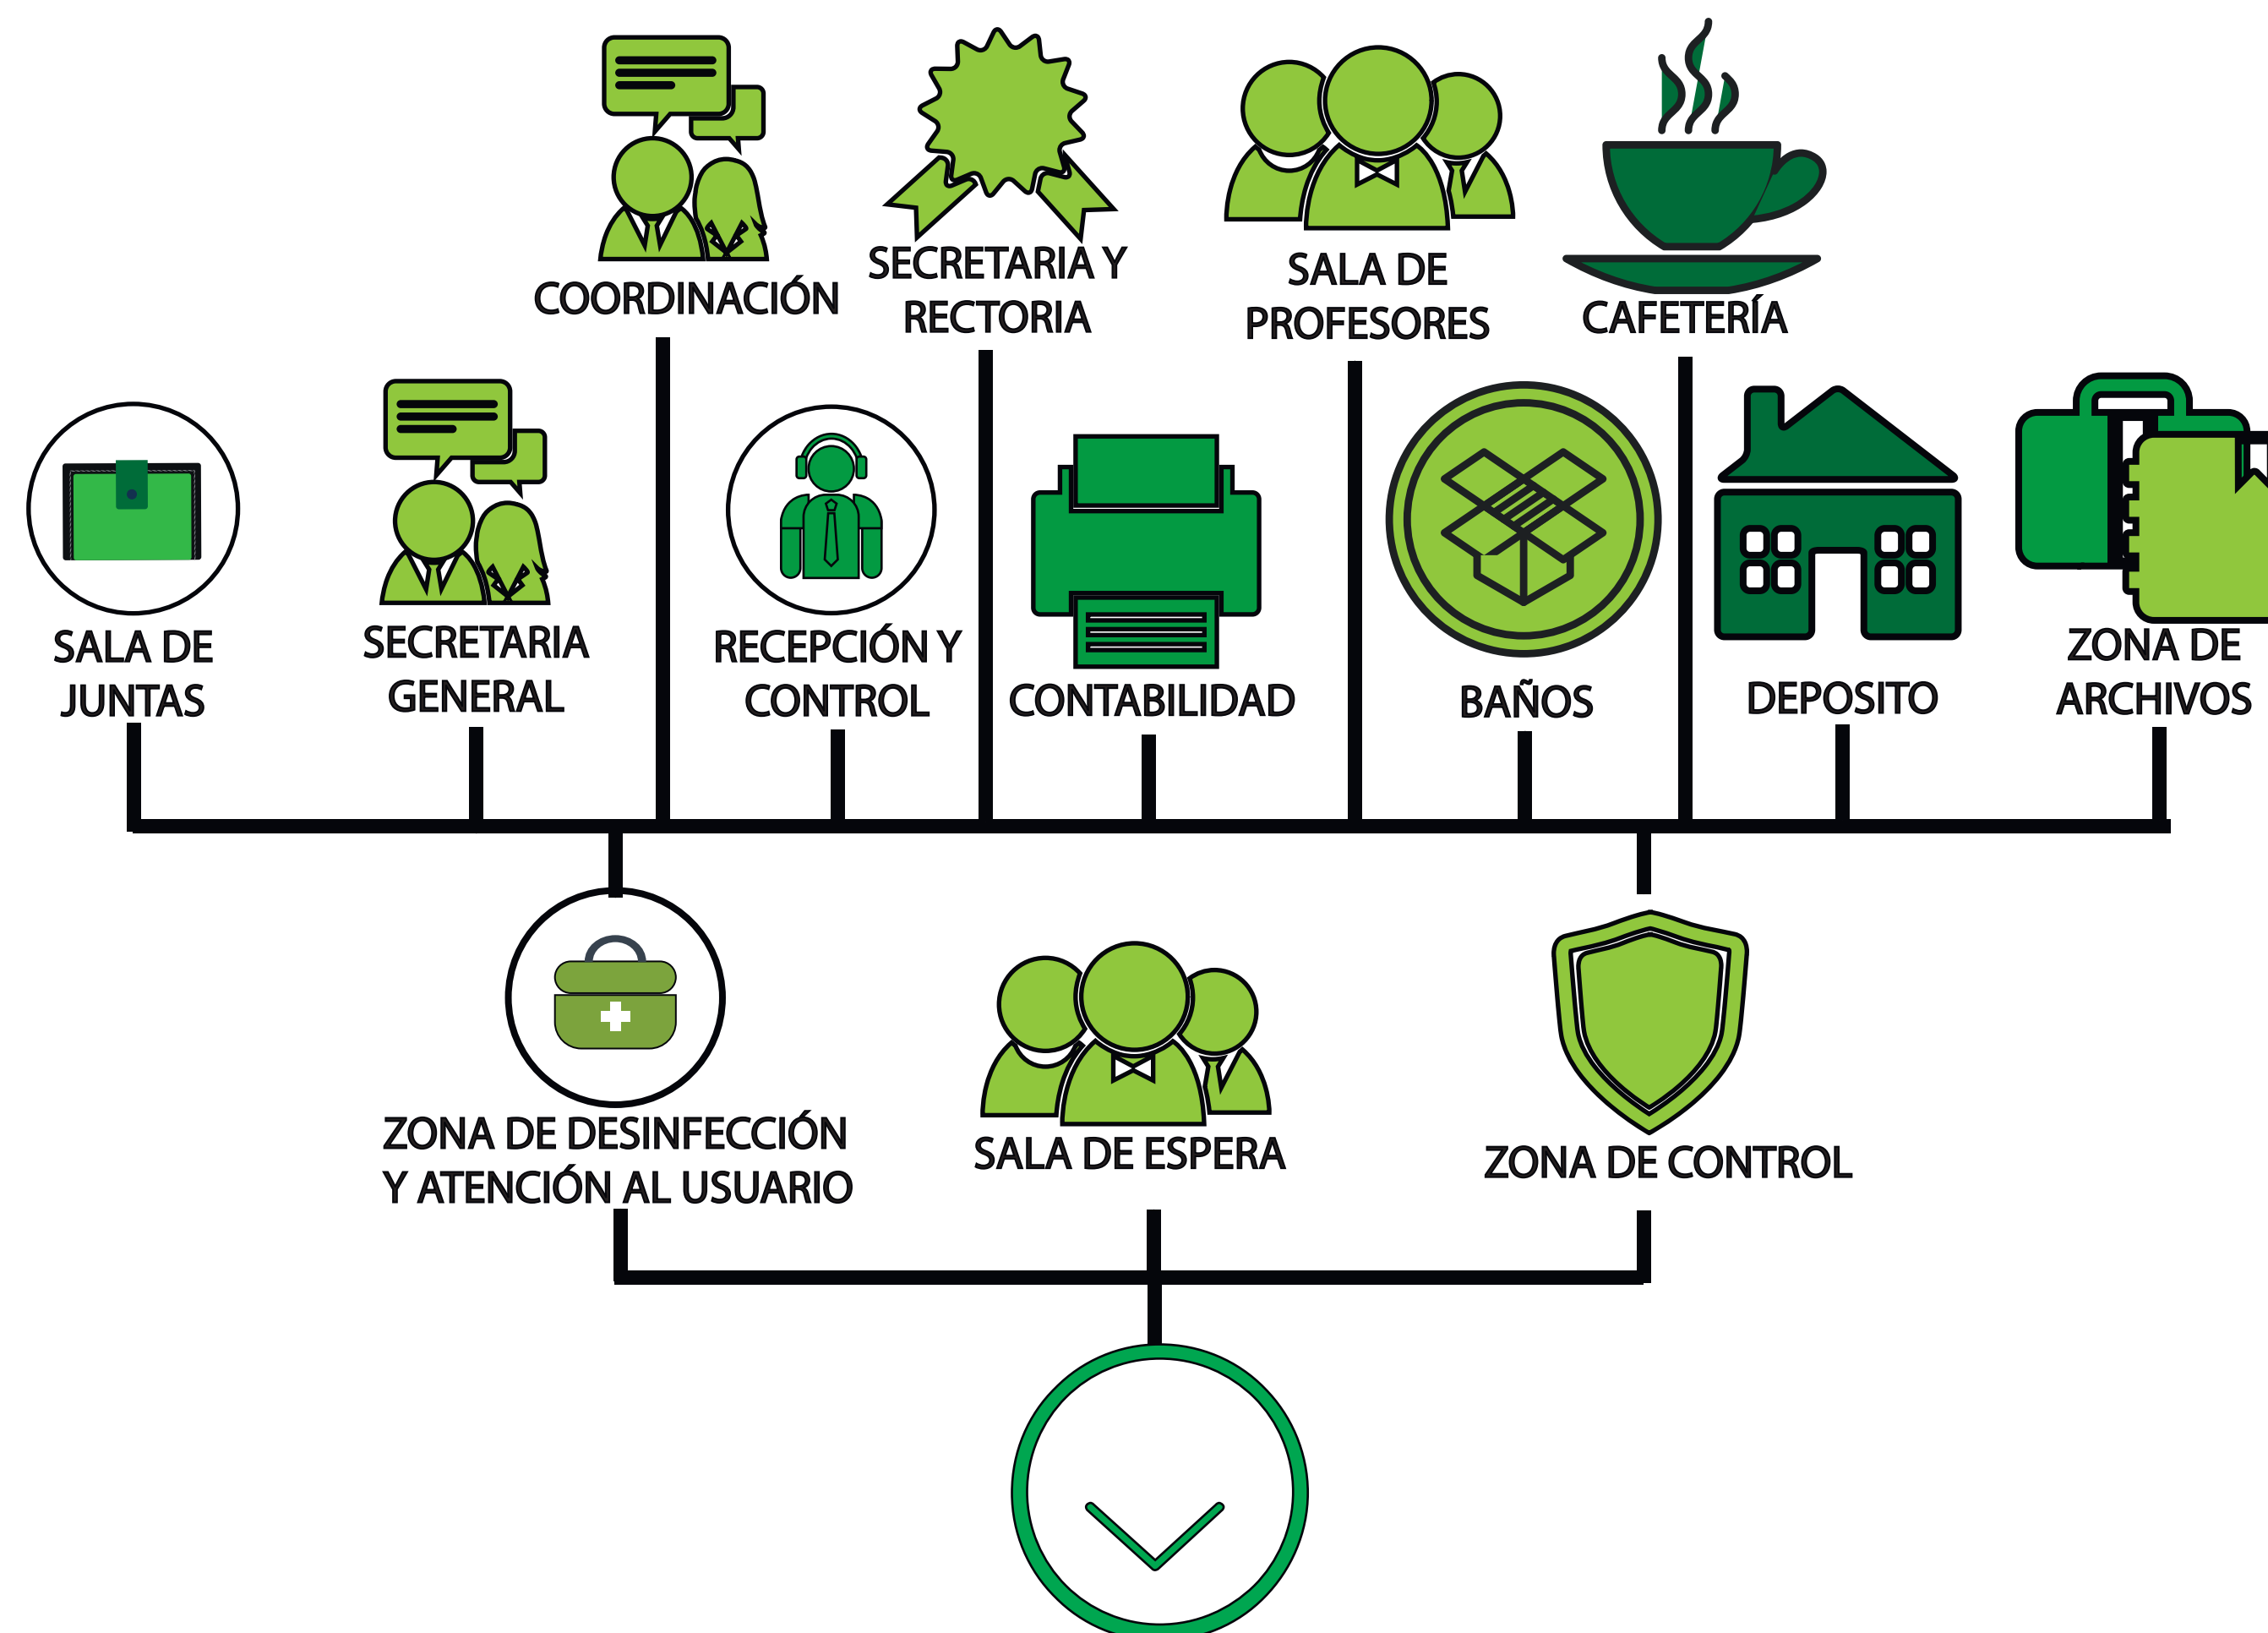 COORDINACIÓN
SECRETARIA Y
RECTORIA
SALA DE
PROFESORES
CAFETERÍA
SALA DE
JUNTAS
SECRETARIA
GENERAL
RECEPCIÓN Y
CONTROL
CONTABILIDAD
BAÑOS
DEPOSITO
ZONA DE
ARCHIVOS
ZONA DE DESINFECCIÓN
Y ATENCIÓN AL USUARIO
SALA DE ESPERA
ZONA DE CONTROL